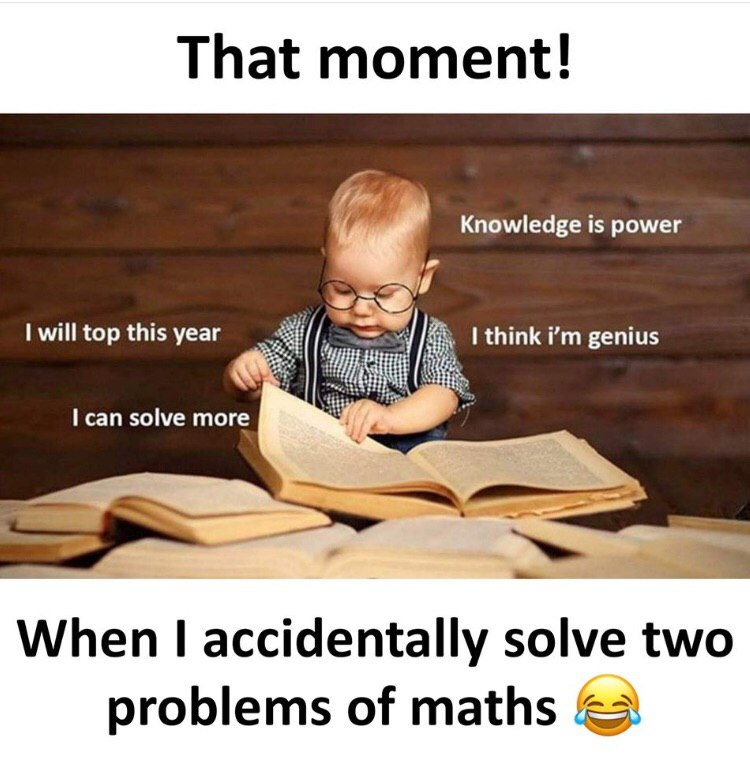 That moment!
Knowledge is power
I will top this year
I think i'm genius
I can solve more
When I accidentally solve two
problems of maths 😂